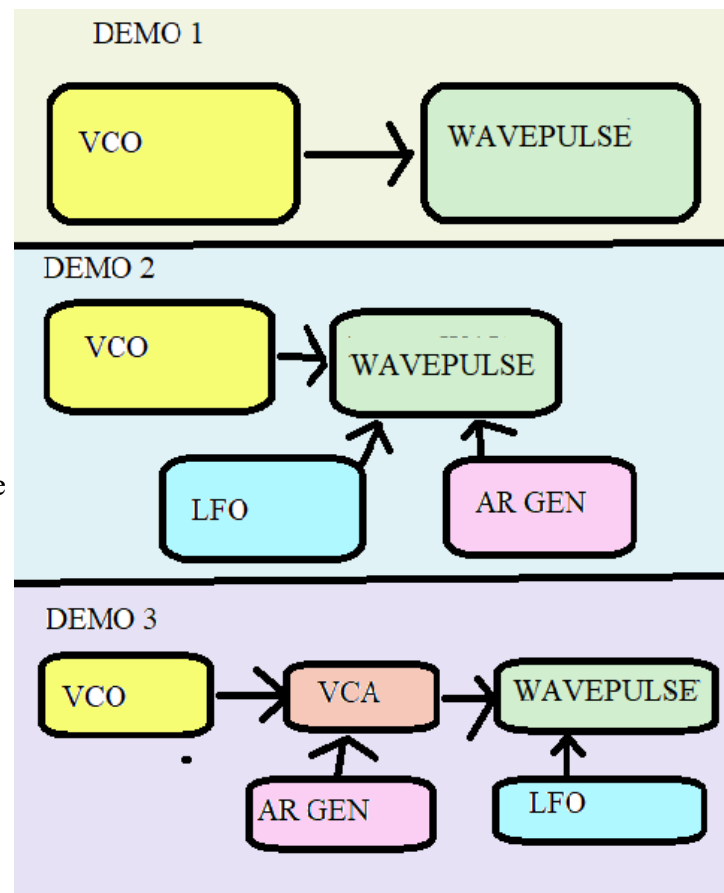 DEMO 1
VCO
WAVEPULSE
DEMO 2
VCO
WAVEPULSE
LFO
AR GEN
DEMO 3
VCO
VCA
WAVEPULSE
AR GEN
LFO